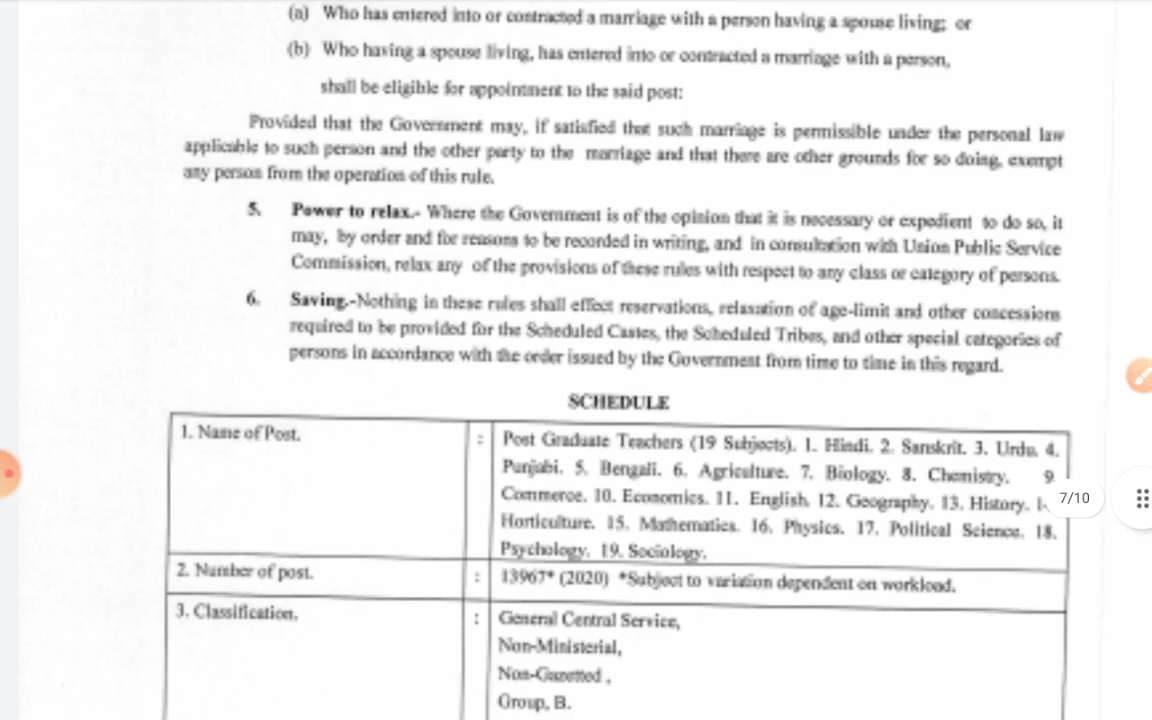 (a) Who has entered into or contracted a marriage with a person having a spouse living; or
(b) Who having a spouse living, has entered into or contracted a marriage with a person,
shall be eligible for appointment to the said post:
Provided that the Government may, if satisfied that such marriage is permissible under the personal law
applicable to such person and the other party to the marriage and that there are other grounds for so doing, exempt
any person from the operation of this rule.
5. Power to relax.- Where the Government is of the opinion that it is necessary or expedient to do so, it
may, by order and for reasons to be recorded in writing, and in consultation with Union Public Service
Commission, relax any of the provisions of these rules with respect to any class or category of persons.
6. Saving.-Nothing in these rules shall effect reservations, relaxation of age-limit and other concessions
required to be provided for the Scheduled Castes, the Scheduled Tribes, and other special categories of
persons in accordance with the order issued by the Government from time to time in this regard.
SCHEDULE
1. Name of Post. : Post Graduate Teachers (19 Subjects). 1. Hindi. 2. Sanskrit. 3. Urdu. 4.
Punjabi. 5. Bengali. 6. Agriculture. 7. Biology. 8. Chemistry. 9
Commerce. 10. Economics. 11. English. 12. Geography. 13. History.
7/10
Horticulture. 15. Mathematics. 16. Physics. 17. Political Science. 18.
Psychology. 19. Sociology.
2. Number of post. : 13967* (2020) *Subject to variation dependent on workload.
3. Classification. : General Central Service,
Non-Ministerial,
Non-Gazetted,
Group, B.